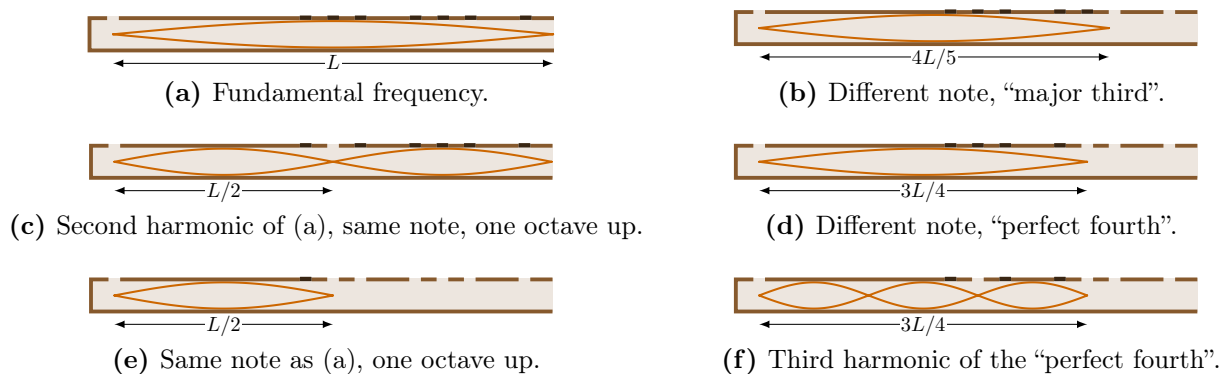 L
4L/5
(a) Fundamental frequency.
(b) Different note, “major third”.
L/2
3L/4
(c) Second harmonic of (a), same note, one octave up.
(d) Different note, “perfect fourth”.
L/2
3L/4
(e) Same note as (a), one octave up.
(f) Third harmonic of the “perfect fourth”.